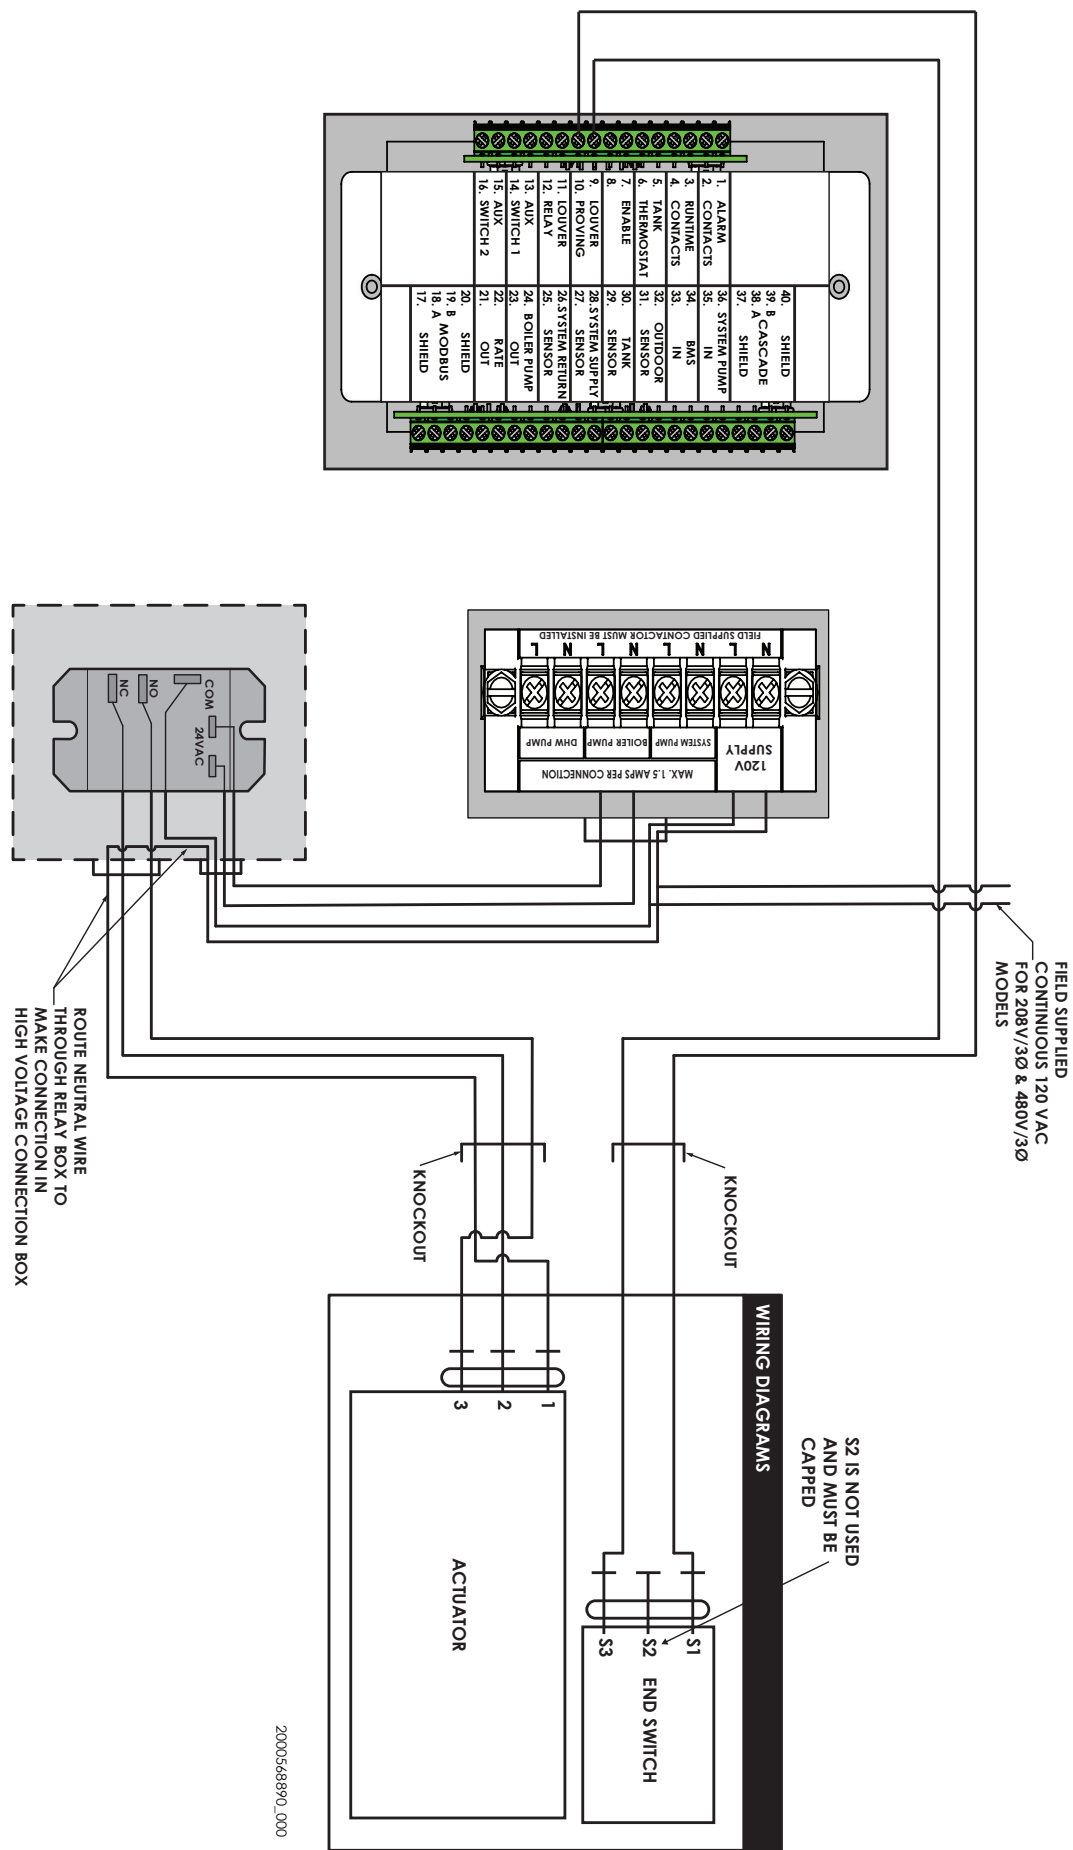 1. ALARM
2. CONTACTS
3. RUNTIME
4. CONTACTS
5. TANK
6. THERMOSTAT
7. ENABLE
8.
9. LOUVER
10. PROVING
11. LOUVER
12. RELAY
13. AUX
14. SWITCH 1
15. AUX
16. SWITCH 2
40. SHIELD
39. B CASCADE
38. A
37. SHIELD
36. SYSTEM PUMP
35. IN
34. BMS
33. IN
32. OUTDOOR
31. SENSOR
30. TANK
29. SENSOR
28. SYSTEM SUPPLY
27. SENSOR
26. SYSTEM RETURN
25. SENSOR
24. BOILER PUMP
23. OUT
22. RATE
21. OUT
20. SHIELD
19. B MODBUS
18. A
17. SHIELD
120V
SUPPLY
MAX. 1.5 AMPS PER CONNECTION
SYSTEM PUMP
BOILER PUMP
DHW PUMP
N L N L N L N L
FIELD SUPPLIED CONTACTOR MUST BE INSTALLED
COM
NO
NC
24VAC
FIELD SUPPLIED
CONTINUOUS 120 VAC
FOR 208V/3Ø & 480V/3Ø
MODELS
ROUTE NEUTRAL WIRE
THROUGH RELAY BOX TO
MAKE CONNECTION IN
HIGH VOLTAGE CONNECTION BOX
KNOCKOUT
KNOCKOUT
WIRING DIAGRAMS
S2 IS NOT USED
AND MUST BE
CAPPED
S1
S2
S3
END SWITCH
1
2
3
ACTUATOR
2000568890_000